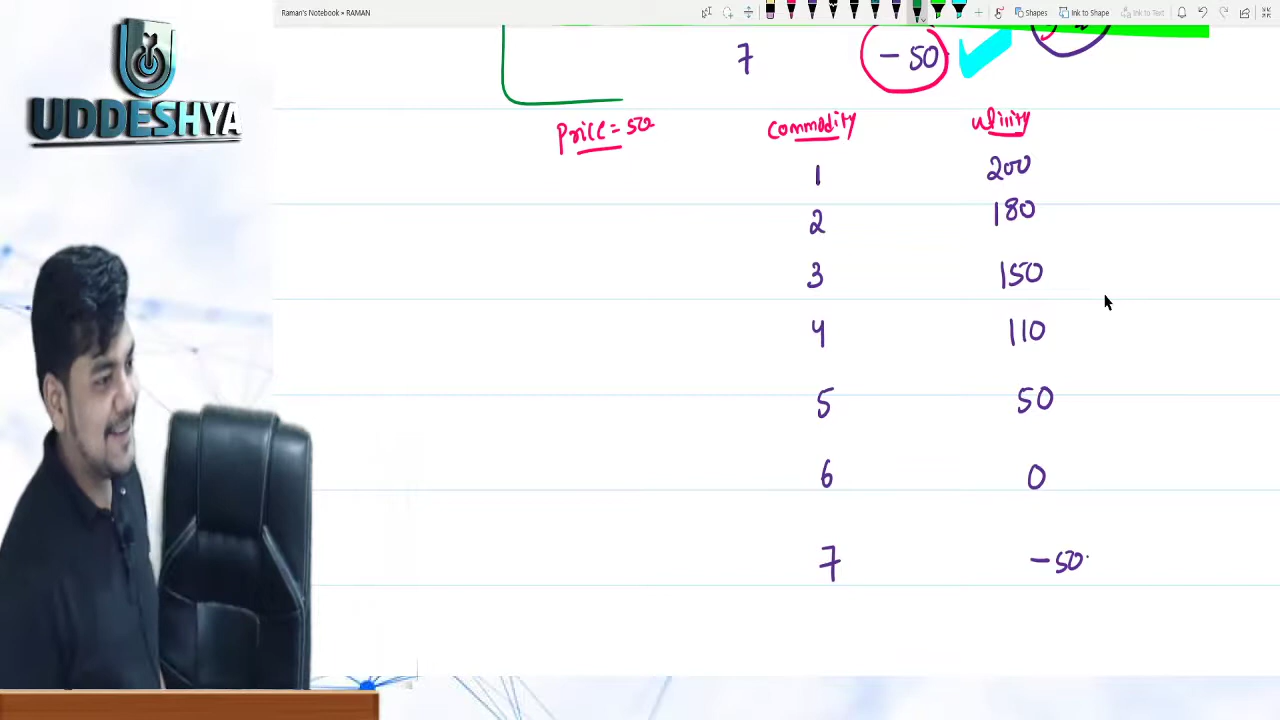 Raman's Notebook » RAMAN
Shapes Ink to Shape Ink to Text
UDDESHYA
7 - 50
Price = 50 Commodity Utility
1 200
2 180
3 150
4 110
5 50
6 0
7 - 50